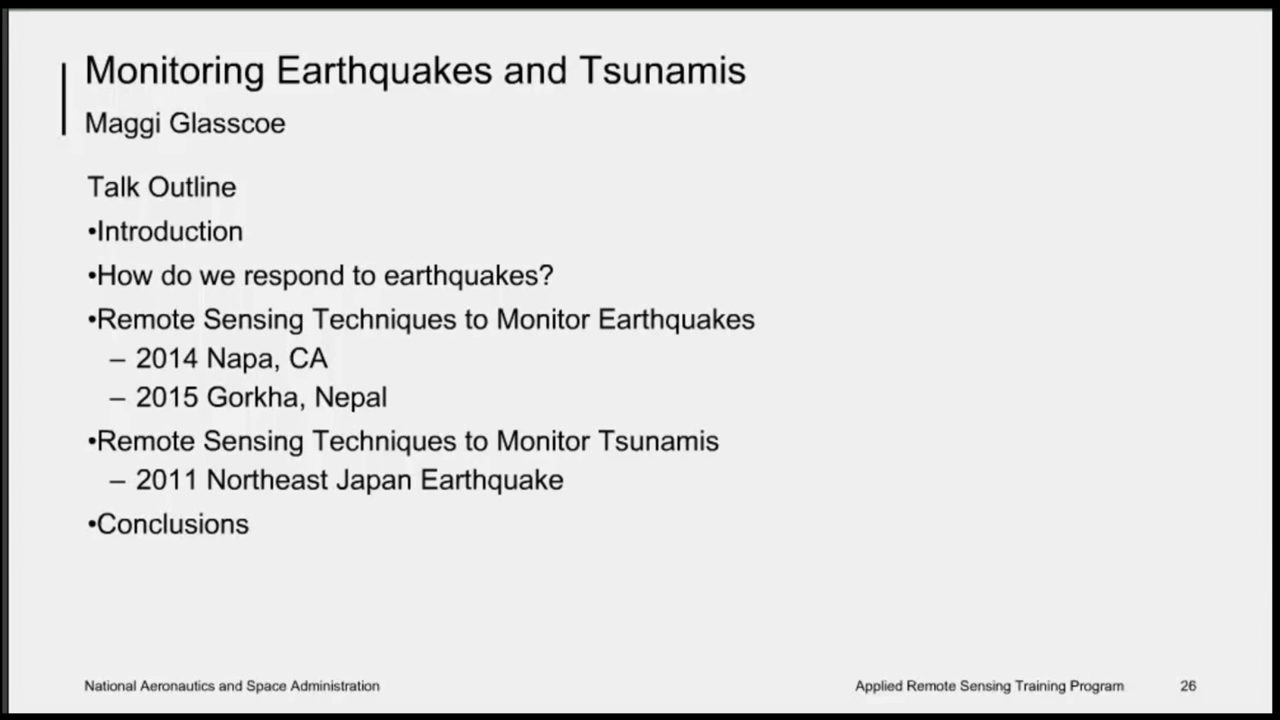 Monitoring Earthquakes and Tsunamis
Maggi Glasscoe
Talk Outline
•Introduction
•How do we respond to earthquakes?
•Remote Sensing Techniques to Monitor Earthquakes
– 2014 Napa, CA
– 2015 Gorkha, Nepal
•Remote Sensing Techniques to Monitor Tsunamis
– 2011 Northeast Japan Earthquake
•Conclusions
National Aeronautics and Space Administration
Applied Remote Sensing Training Program
26